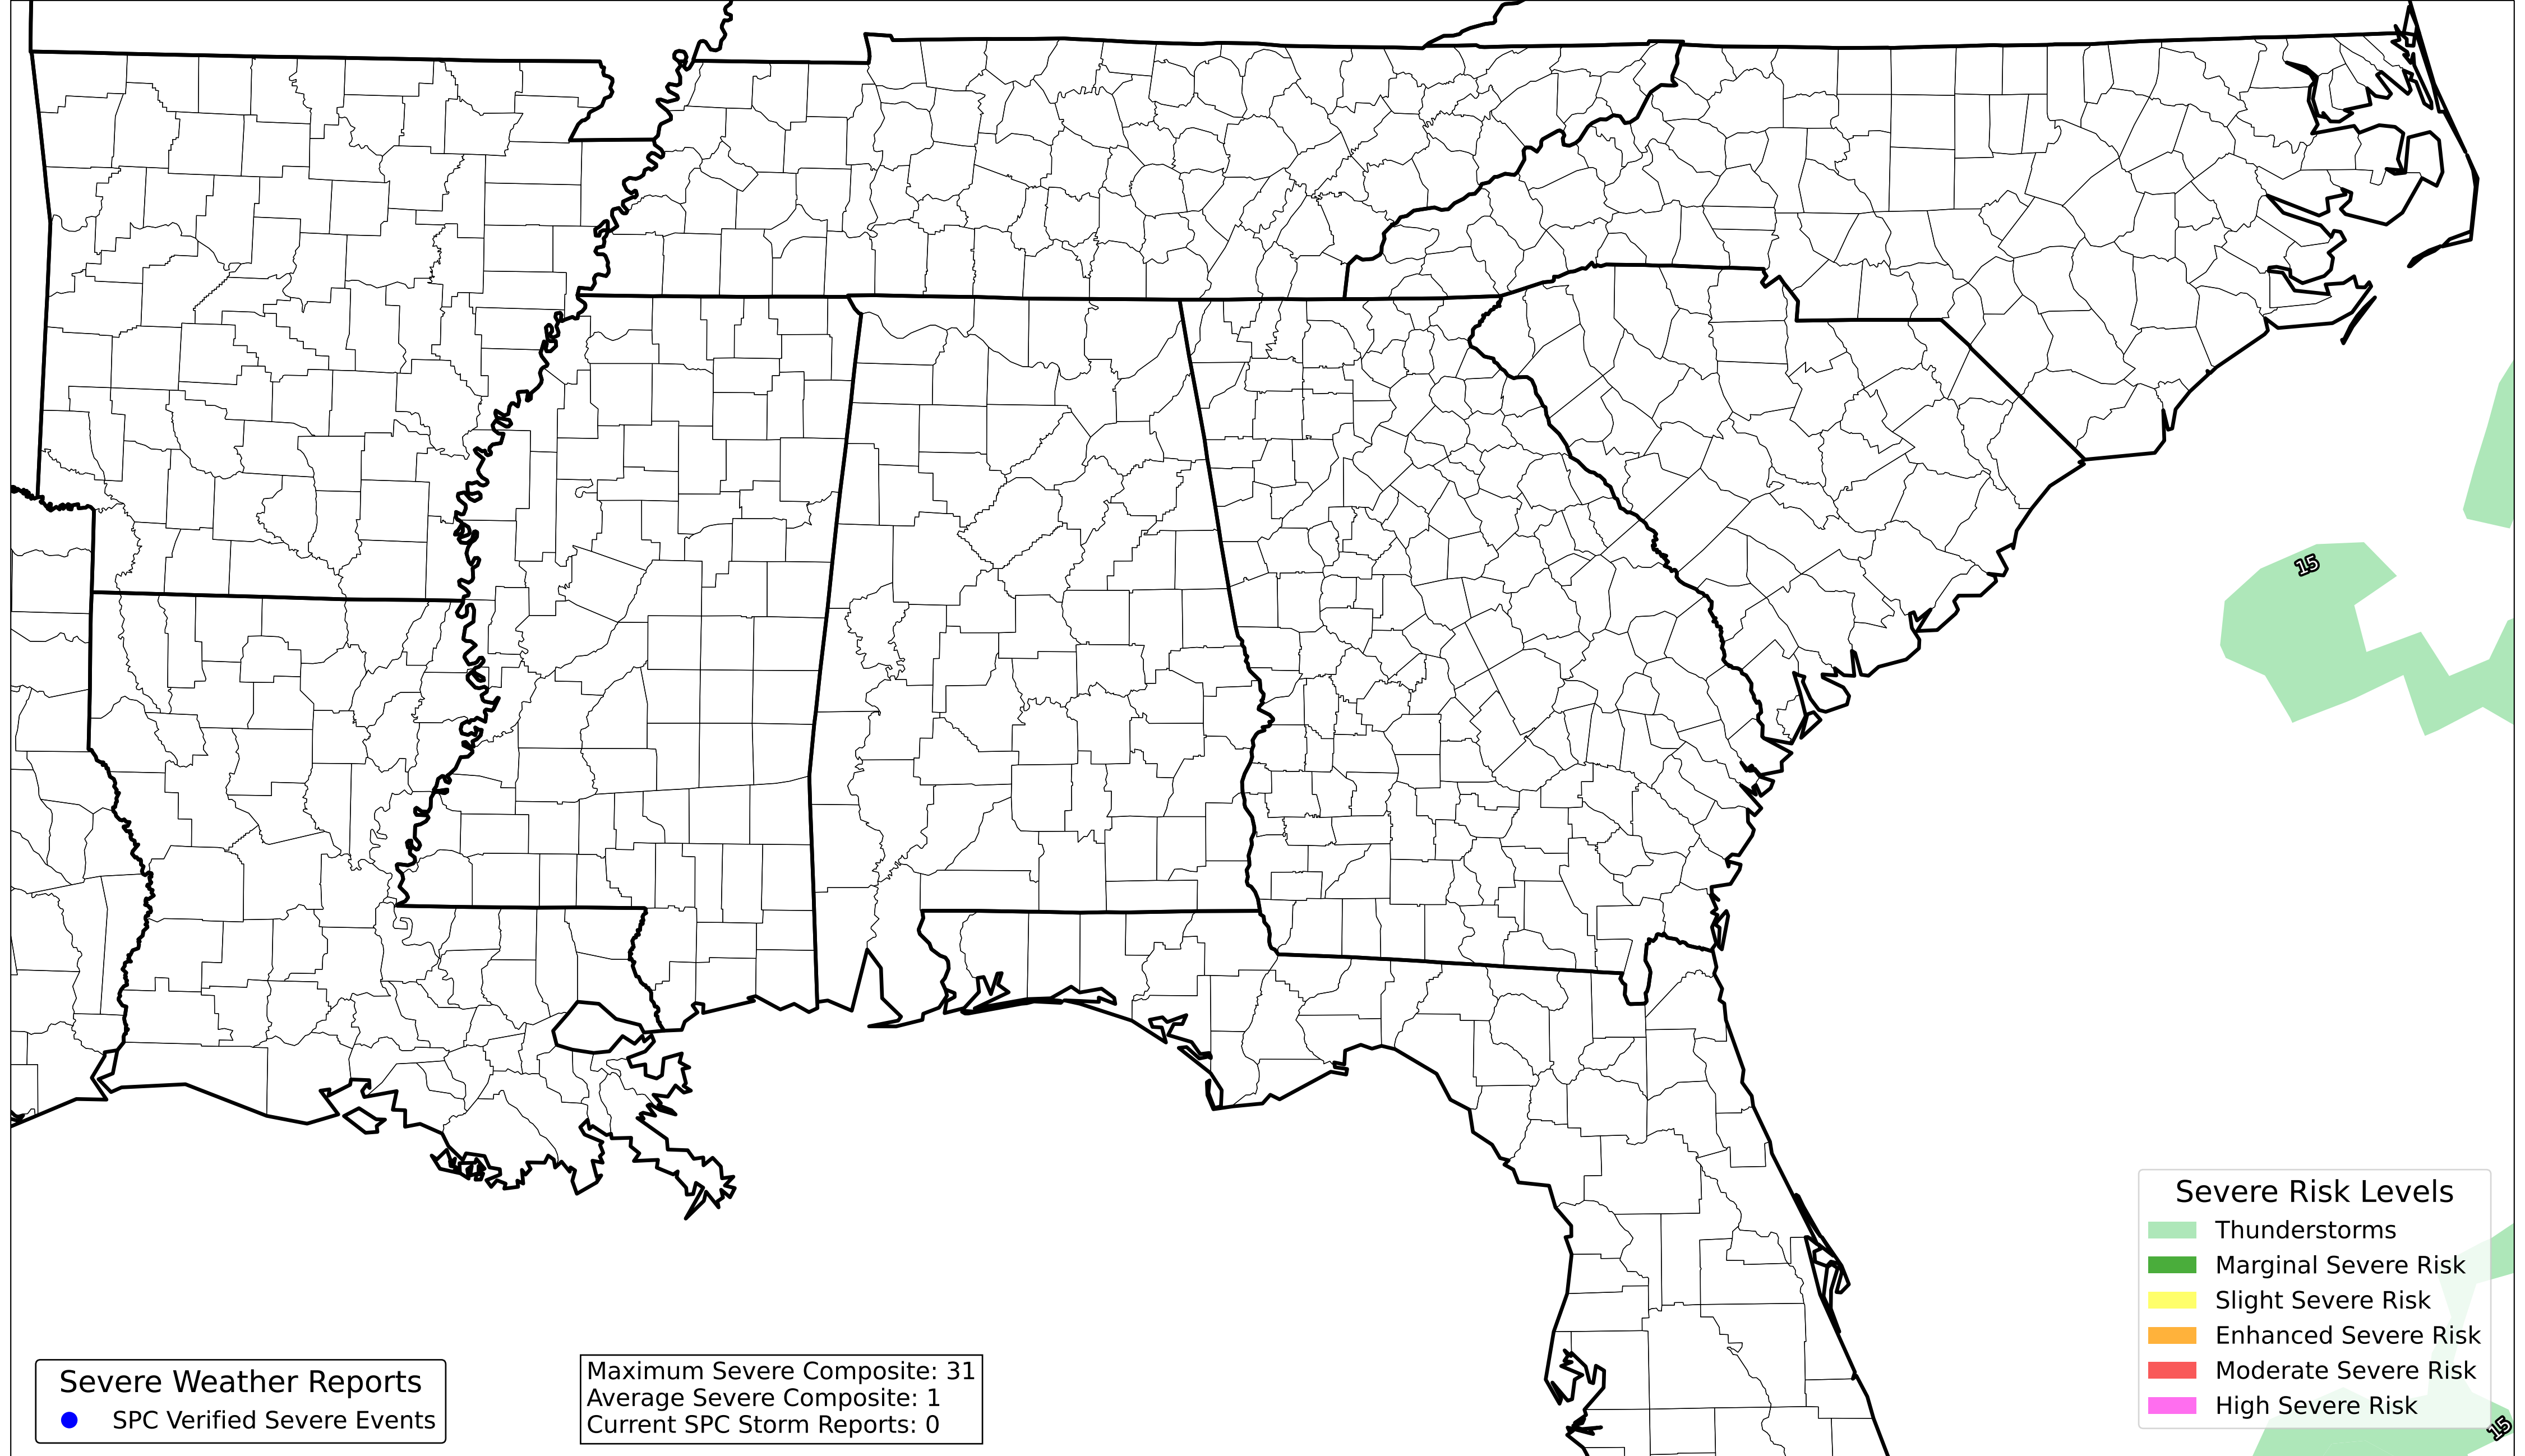 15
Severe Risk Levels
Thunderstorms
Marginal Severe Risk
Slight Severe Risk
Enhanced Severe Risk
Moderate Severe Risk
High Severe Risk
15
Severe Weather Reports
SPC Verified Severe Events
Maximum Severe Composite: 31
Average Severe Composite: 1
Current SPC Storm Reports: 0